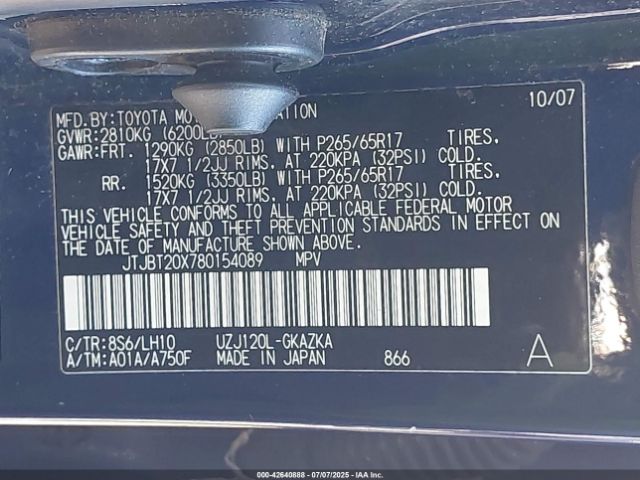 MFD.BY:TOYOTA MO ATION 10/07
GVWR:2810KG (6200L
GAWR:FRT. 1290KG (2850LB) WITH P265/65R17 TIRES,
17X7 1/2JJ RIMS, AT 220KPA (32PSI) COLD.
RR. 1520KG (3350LB) WITH P265/65R17 TIRES,
17X7 1/2JJ RIMS, AT 220KPA (32PSI) COLD.
THIS VEHICLE CONFORMS TO ALL APPLICABLE FEDERAL MOTOR
VEHICLE SAFETY AND THEFT PREVENTION STANDARDS IN EFFECT ON
THE DATE OF MANUFACTURE SHOWN ABOVE.
JTJBT20X780154089 MPV
C/TR:8S6/LH10 UZJ120L-GKAZKA
A/TM:A01A/A750F MADE IN JAPAN 866 A
000-42640888 - 07/07/2025 - IAA Inc.